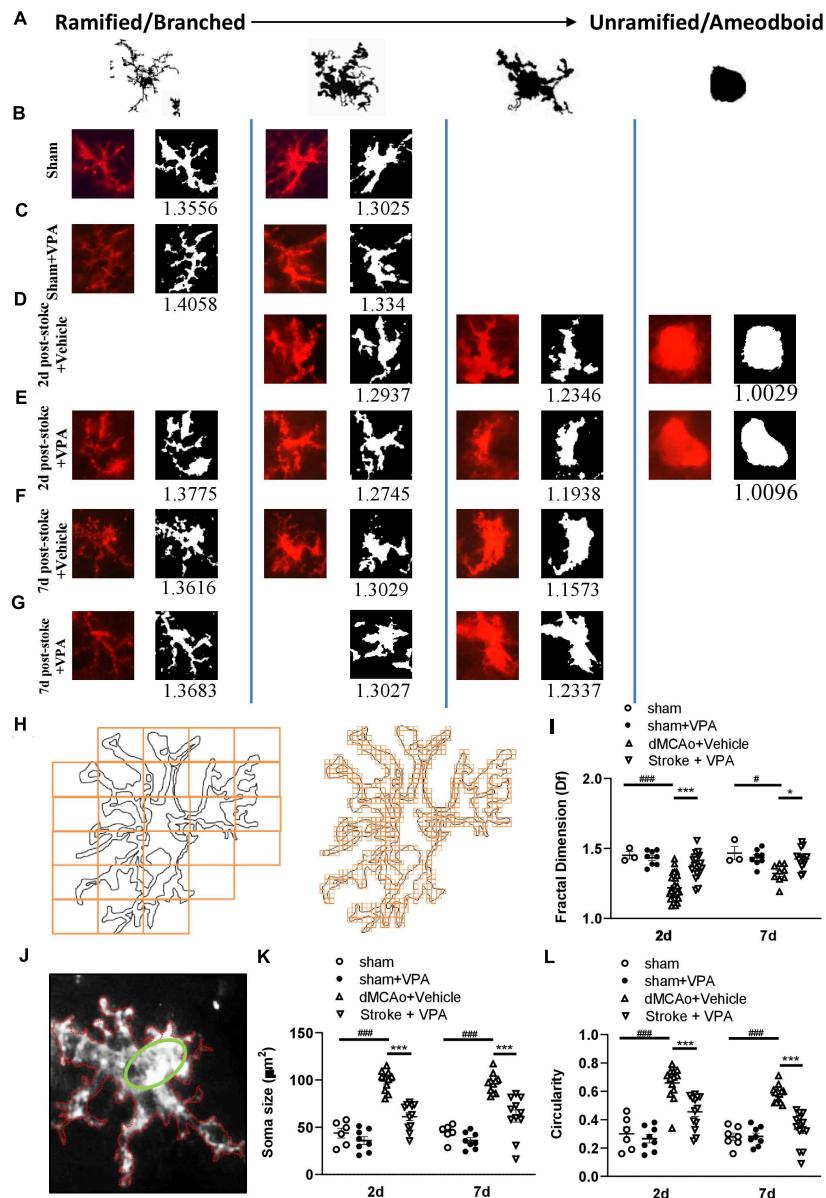 A
Ramified/Branched
Unramified/Ameodboid
B
Sham
1.3556
1.3025
C
Sham+VPA
1.4058
1.334
D
2d post-stoke
+Vehicle
1.2937
1.2346
1.0029
E
2d post-stoke
+VPA
1.3775
1.2745
1.1938
1.0096
F
7d post-stoke
+Vehicle
1.3616
1.3029
1.1573
G
7d post-stoke
+VPA
1.3683
1.3027
1.2337
H
I
sham
sham+VPA
dMCAo+Vehicle
Stroke + VPA
Fractal Dimension (Df)
2.0
1.5
1.0
###
***
#
*
2d
7d
J
K
sham
sham+VPA
dMCAo+Vehicle
Stroke + VPA
Soma size (µm²)
150
100
50
0
###
***
###
***
2d
7d
L
sham
sham+VPA
dMCAo+Vehicle
Stroke + VPA
Circularity
1.0
0.8
0.6
0.4
0.2
0.0
###
***
###
***
2d
7d